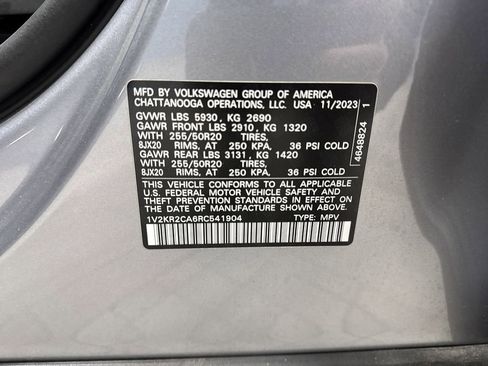 MFD BY VOLKSWAGEN GROUP OF AMERICA
CHATTANOOGA OPERATIONS, LLC. USA 11/2023
GVWR LBS 5930, KG 2690
GAWR FRONT LBS 2910, KG 1320
WITH 255/50R20 TIRES,
8JX20 RIMS, AT 250 KPA, 36 PSI COLD
GAWR REAR LBS 3131, KG 1420
WITH 255/50R20 TIRES,
8JX20 RIMS, AT 250 KPA, 36 PSI COLD
THIS VEHICLE CONFORMS TO ALL APPLICABLE
U.S. FEDERAL MOTOR VEHICLE SAFETY
AND THEFT PREVENTION STANDARDS IN EFFECT
ON THE DATE OF MANUFACTURE SHOWN ABOVE.
1V2KR2CA6RC541904 TYPE: MPV
4648824 1